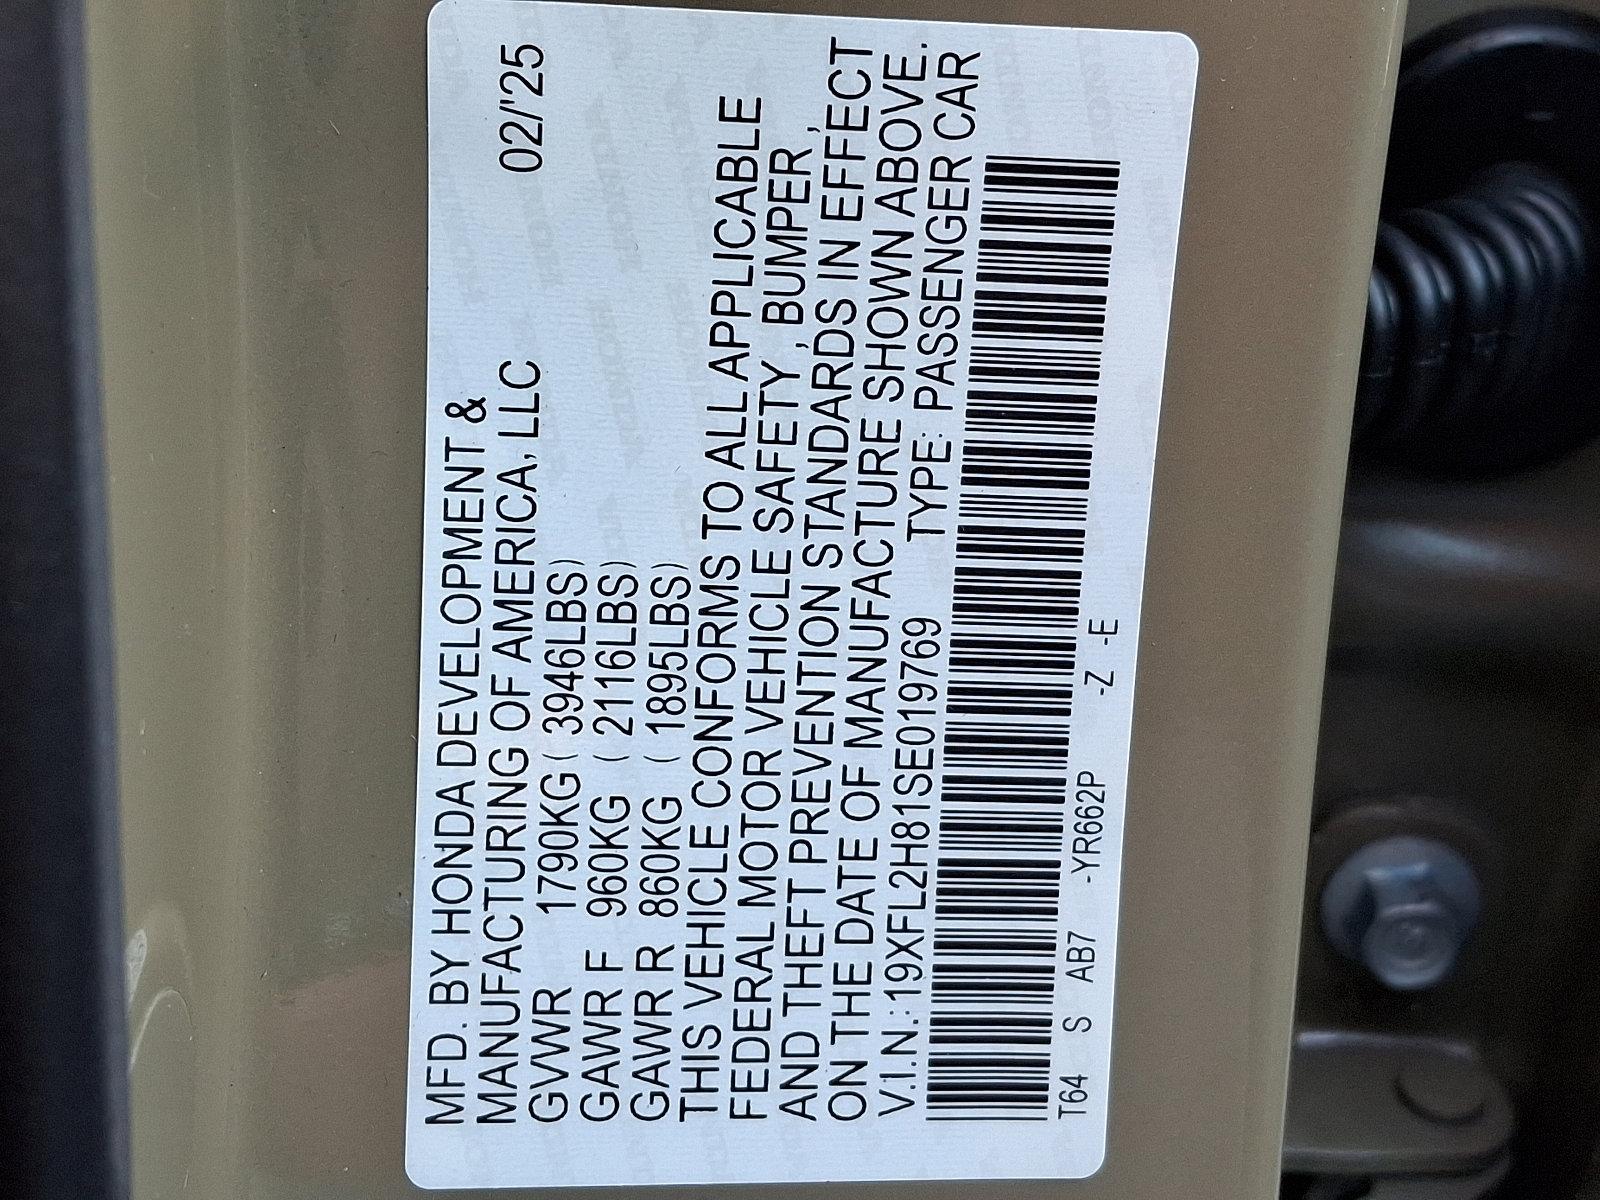 MFD. BY HONDA DEVELOPMENT &
MANUFACTURING OF AMERICA, LLC 02/'25
GVWR 1790KG ( 3946LBS)
GAWR F 960KG ( 2116LBS)
GAWR R 860KG ( 1895LBS)
THIS VEHICLE CONFORMS TO ALL APPLICABLE
FEDERAL MOTOR VEHICLE SAFETY , BUMPER ,
AND THEFT PREVENTION STANDARDS IN EFFECT
ON THE DATE OF MANUFACTURE SHOWN ABOVE.
V.I.N.:19XFL2H81SE019769 TYPE: PASSENGER CAR
T64 S AB7 -YR662P -Z -E